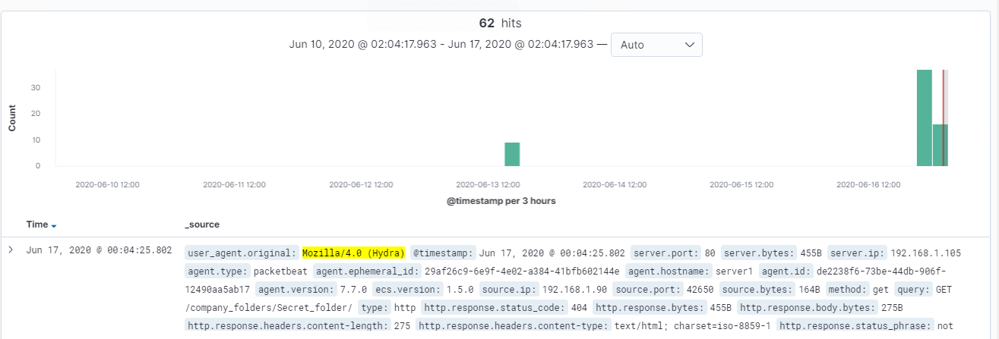 62 hits
Jun 10, 2020 @ 02:04:17.963 - Jun 17, 2020 @ 02:04:17.963 — Auto
Count
30
20
10
0
2020-06-10 12:00 2020-06-11 12:00 2020-06-12 12:00 2020-06-13 12:00 2020-06-14 12:00 2020-06-15 12:00 2020-06-16 12:00
@timestamp per 3 hours
Time _source
Jun 17, 2020 @ 00:04:25.802 user_agent.original: Mozilla/4.0 (Hydra) @timestamp: Jun 17, 2020 @ 00:04:25.802 server.port: 80 server.bytes: 455B server.ip: 192.168.1.105
agent.type: packetbeat agent.ephemeral_id: 29af26c9-6e9f-4e02-a384-41bfb602144e agent.hostname: server1 agent.id: de2238f6-73be-44db-906f-
12490aa5ab17 agent.version: 7.7.0 ecs.version: 1.5.0 source.ip: 192.168.1.90 source.port: 42650 source.bytes: 164B method: get query: GET
/company_folders/Secret_folder/ type: http http.response.status_code: 404 http.response.bytes: 455B http.response.body.bytes: 275B
http.response.headers.content-length: 275 http.response.headers.content-type: text/html; charset=iso-8859-1 http.response.status_phrase: not